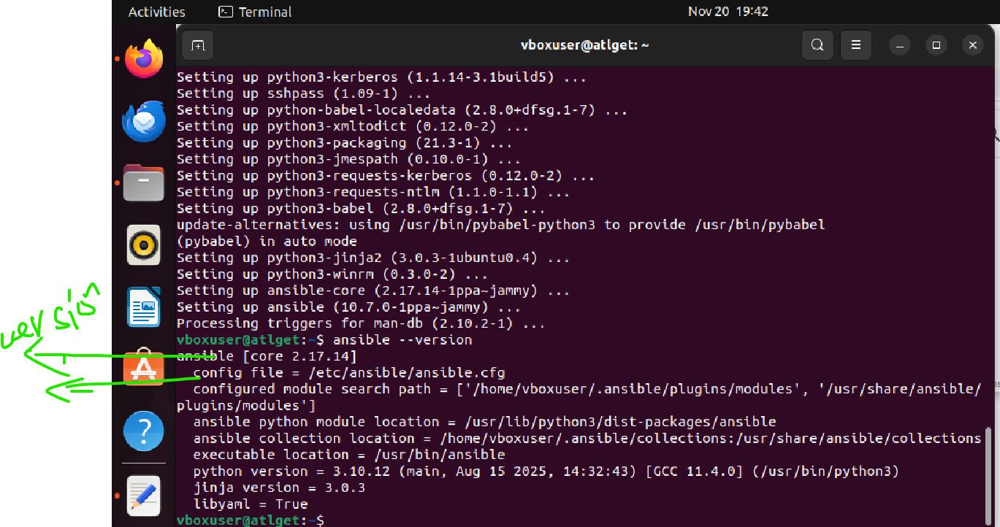 Activities Terminal Nov 20 19:42
vboxuser@atlget: ~
Setting up python3-kerberos (1.1.14-3.1build5) ...
Setting up sshpass (1.09-1) ...
Setting up python-babel-localedata (2.8.0+dfsg.1-7) ...
Setting up python3-xmltodict (0.12.0-2) ...
Setting up python3-packaging (21.3-1) ...
Setting up python3-jmespath (0.10.0-1) ...
Setting up python3-requests-kerberos (0.12.0-2) ...
Setting up python3-requests-ntlm (1.1.0-1.1) ...
Setting up python3-babel (2.8.0+dfsg.1-7) ...
update-alternatives: using /usr/bin/pybabel-python3 to provide /usr/bin/pybabel
(pybabel) in auto mode
Setting up python3-jinja2 (3.0.3-1ubuntu0.4) ...
Setting up python3-winrm (0.3.0-2) ...
Setting up ansible-core (2.17.14-1ppa~jammy) ...
Setting up ansible (10.7.0-1ppa~jammy) ...
Processing triggers for man-db (2.10.2-1) ...
vboxuser@atlget:~$ ansible --version
version
ansible [core 2.17.14]
config file = /etc/ansible/ansible.cfg
configured module search path = ['/home/vboxuser/.ansible/plugins/modules', '/usr/share/ansible/
plugins/modules']
ansible python module location = /usr/lib/python3/dist-packages/ansible
ansible collection location = /home/vboxuser/.ansible/collections:/usr/share/ansible/collections
executable location = /usr/bin/ansible
python version = 3.10.12 (main, Aug 15 2025, 14:32:43) [GCC 11.4.0] (/usr/bin/python3)
jinja version = 3.0.3
libyaml = True
vboxuser@atlget:~$